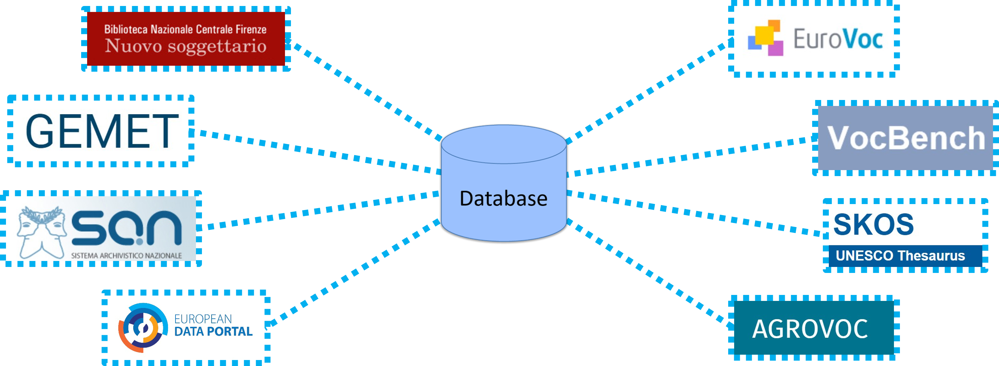 Biblioteca Nazionale Centrale Firenze
Nuovo soggettario
GEMET
san
SISTEMA ARCHIVISTICO NAZIONALE
EUROPEAN
DATA PORTAL
Database
EuroVoc
VocBench
SKOS
UNESCO Thesaurus
AGROVOC